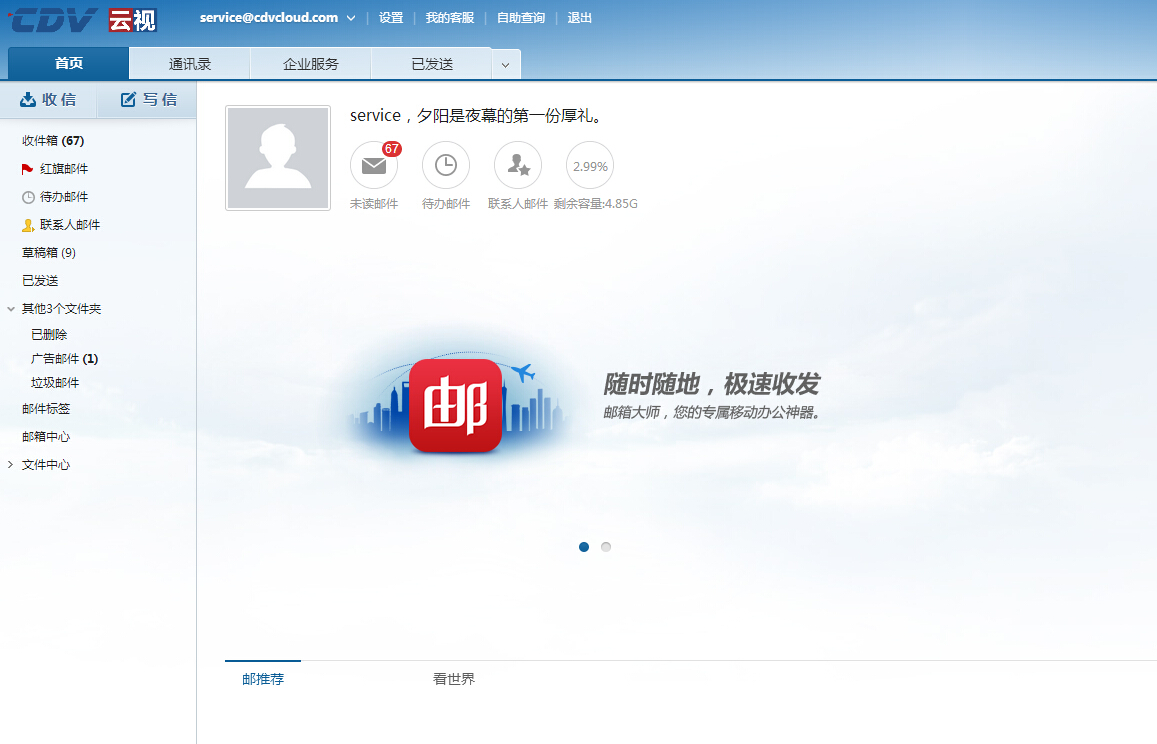 CDV 云视
service@cdvcloud.com 设置 我的客服 自助查询 退出
首页 通讯录 企业服务 已发送
收信 写信
收件箱 (67)
红旗邮件
待办邮件
联系人邮件
草稿箱 (9)
已发送
其他3个文件夹
已删除
广告邮件 (1)
垃圾邮件
邮件标签
邮箱中心
文件中心
service，夕阳是夜幕的第一份厚礼。
67
2.99%
未读邮件 待办邮件 联系人邮件 剩余容量:4.85G
邮
随时随地，极速收发
邮箱大师，您的专属移动办公神器。
邮推荐 看世界